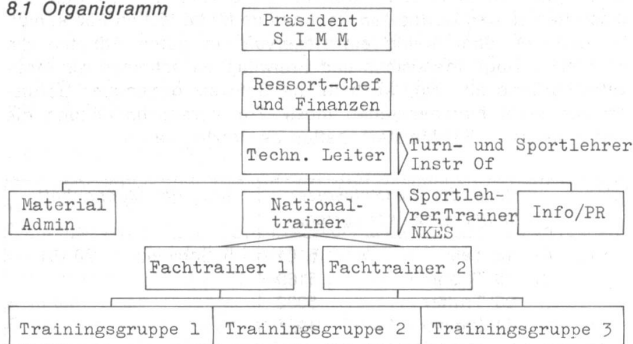 8.1 Organigramm
Präsident
S I M M
Ressort-Chef
und Finanzen
Techn. Leiter
Turn- und Sportlehrer
Instr Of
Material
Admin
National-
trainer
Sportleh-
rer,Trainer
NKES
Info/PR
Fachtrainer 1
Fachtrainer 2
Trainingsgruppe 1
Trainingsgruppe 2
Trainingsgruppe 3